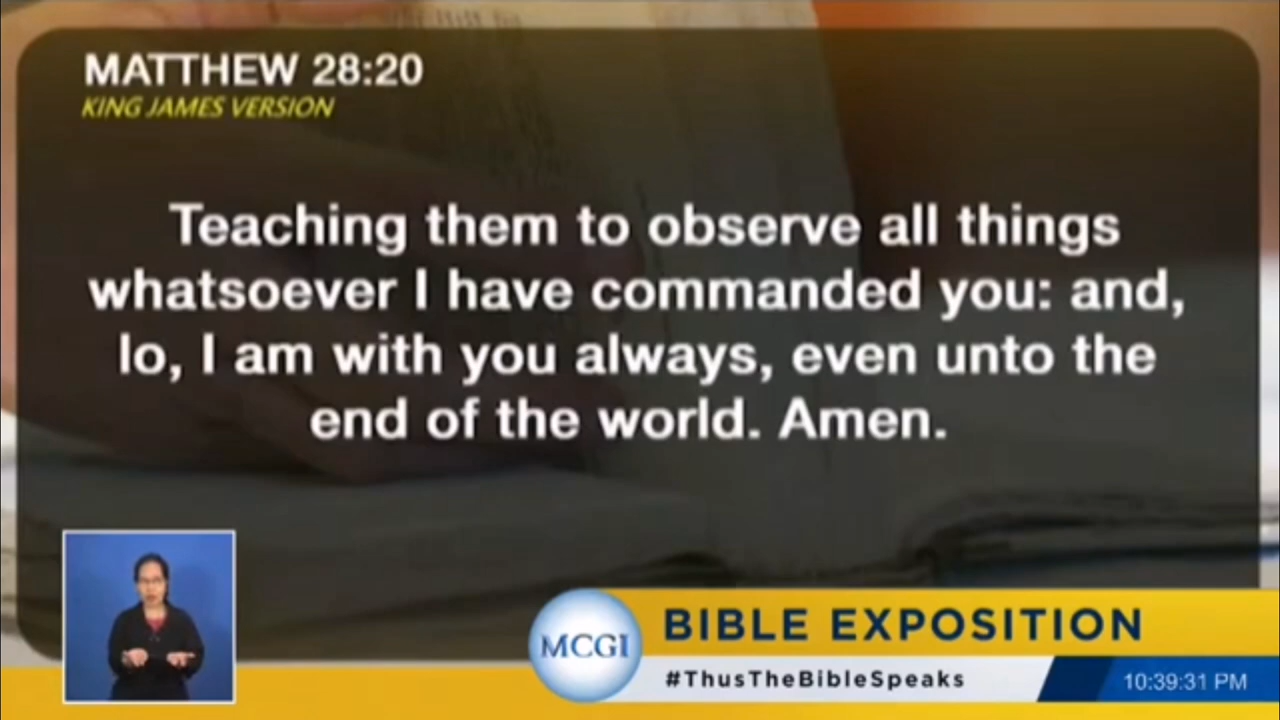 MATTHEW 28:20
KING JAMES VERSION
Teaching them to observe all things
whatsoever I have commanded you: and,
lo, I am with you always, even unto the
end of the world. Amen.
MCGI
BIBLE EXPOSITION
#ThusTheBibleSpeaks
10:39:31 PM